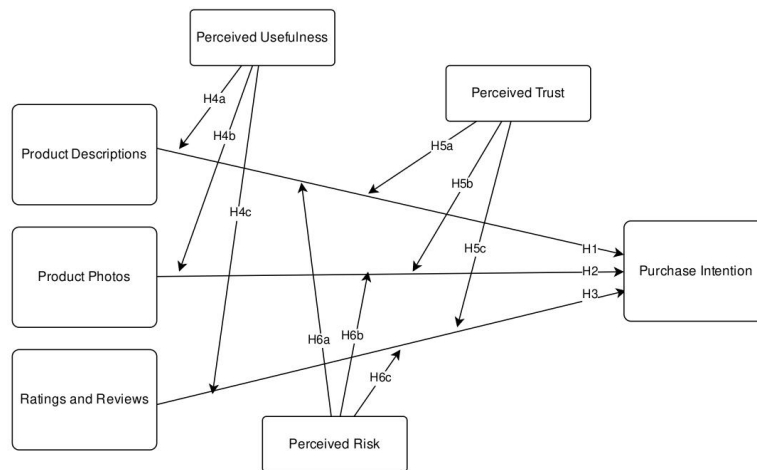 Perceived Usefulness
Perceived Trust
H4a
H4b
H5a
Product Descriptions
H5b
H4c
H5c
H1
Product Photos
H2
Purchase Intention
H3
H6a
H6b
H6c
Ratings and Reviews
Perceived Risk